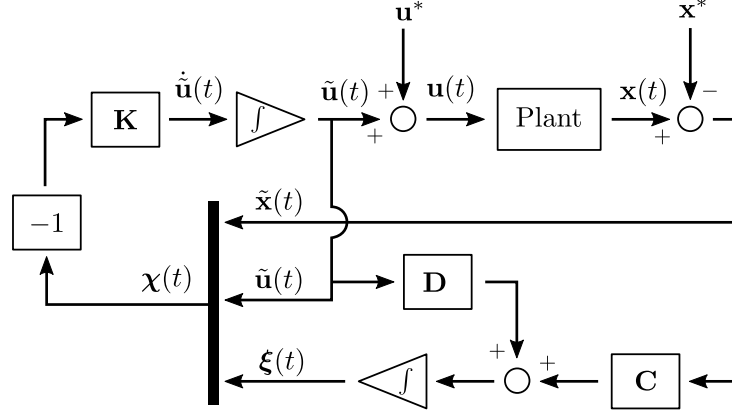 u* x*
K u̇̃(t) ∫ ũ(t) + + u(t) Plant x(t) + −
−1
x̃(t)
χ(t) ũ(t) D
ξ(t) ∫ + + C